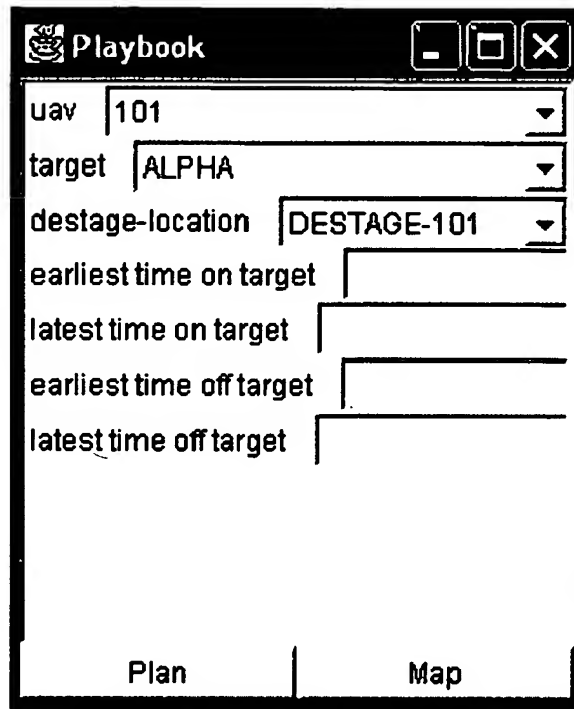 Playbook
uav 101
target ALPHA
destage-location DESTAGE-101
earliest time on target
latest time on target
earliest time off target
latest time off target
Plan Map